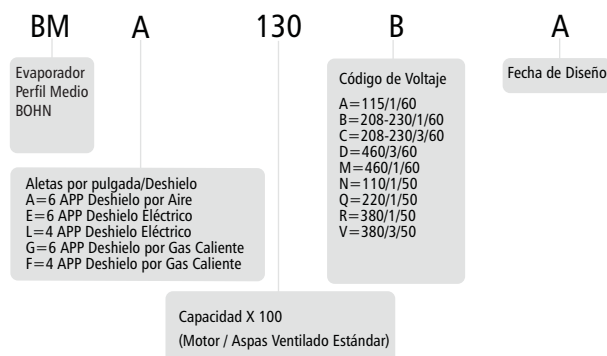 BM A 130 B A
Evaporador
Perfil Medio
BOHN
Aletas por pulgada/Deshielo
A=6 APP Deshielo por Aire
E=6 APP Deshielo Eléctrico
L=4 APP Deshielo Eléctrico
G=6 APP Deshielo por Gas Caliente
F=4 APP Deshielo por Gas Caliente
Capacidad X 100
(Motor / Aspas Ventilado Estándar)
Código de Voltaje
A=115/1/60
B=208-230/1/60
C=208-230/3/60
D=460/3/60
M=460/1/60
N=110/1/50
Q=220/1/50
R=380/1/50
V=380/3/50
Fecha de Diseño